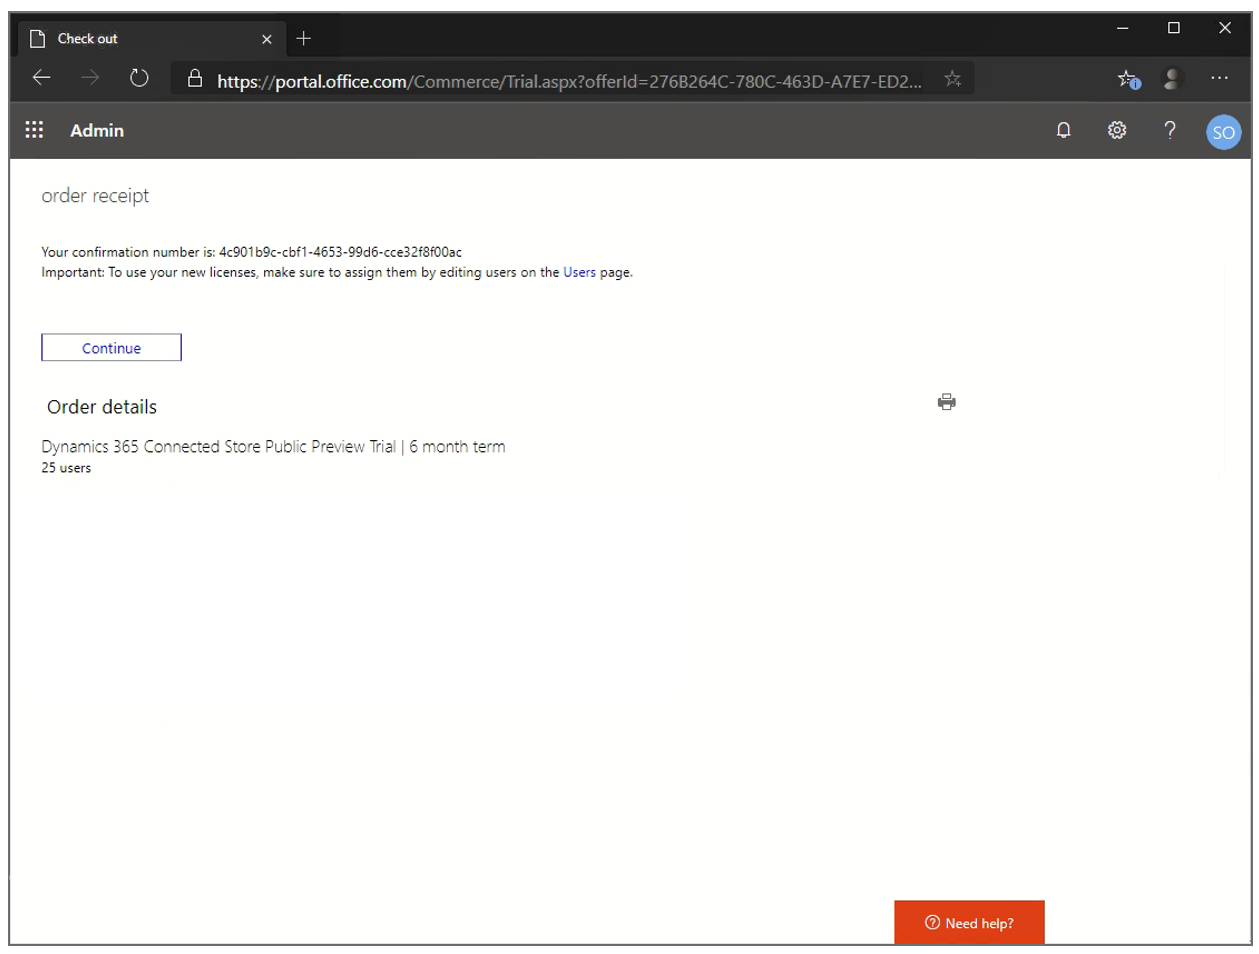 Check out
https://portal.office.com/Commerce/Trial.aspx?offerId=276B264C-780C-463D-A7E7-ED2...
Admin
? SO
order receipt
Your confirmation number is: 4c901b9c-cbf1-4653-99d6-cce32f8f00ac
Important: To use your new licenses, make sure to assign them by editing users on the Users page.
Continue
Order details
Dynamics 365 Connected Store Public Preview Trial | 6 month term
25 users
Need help?